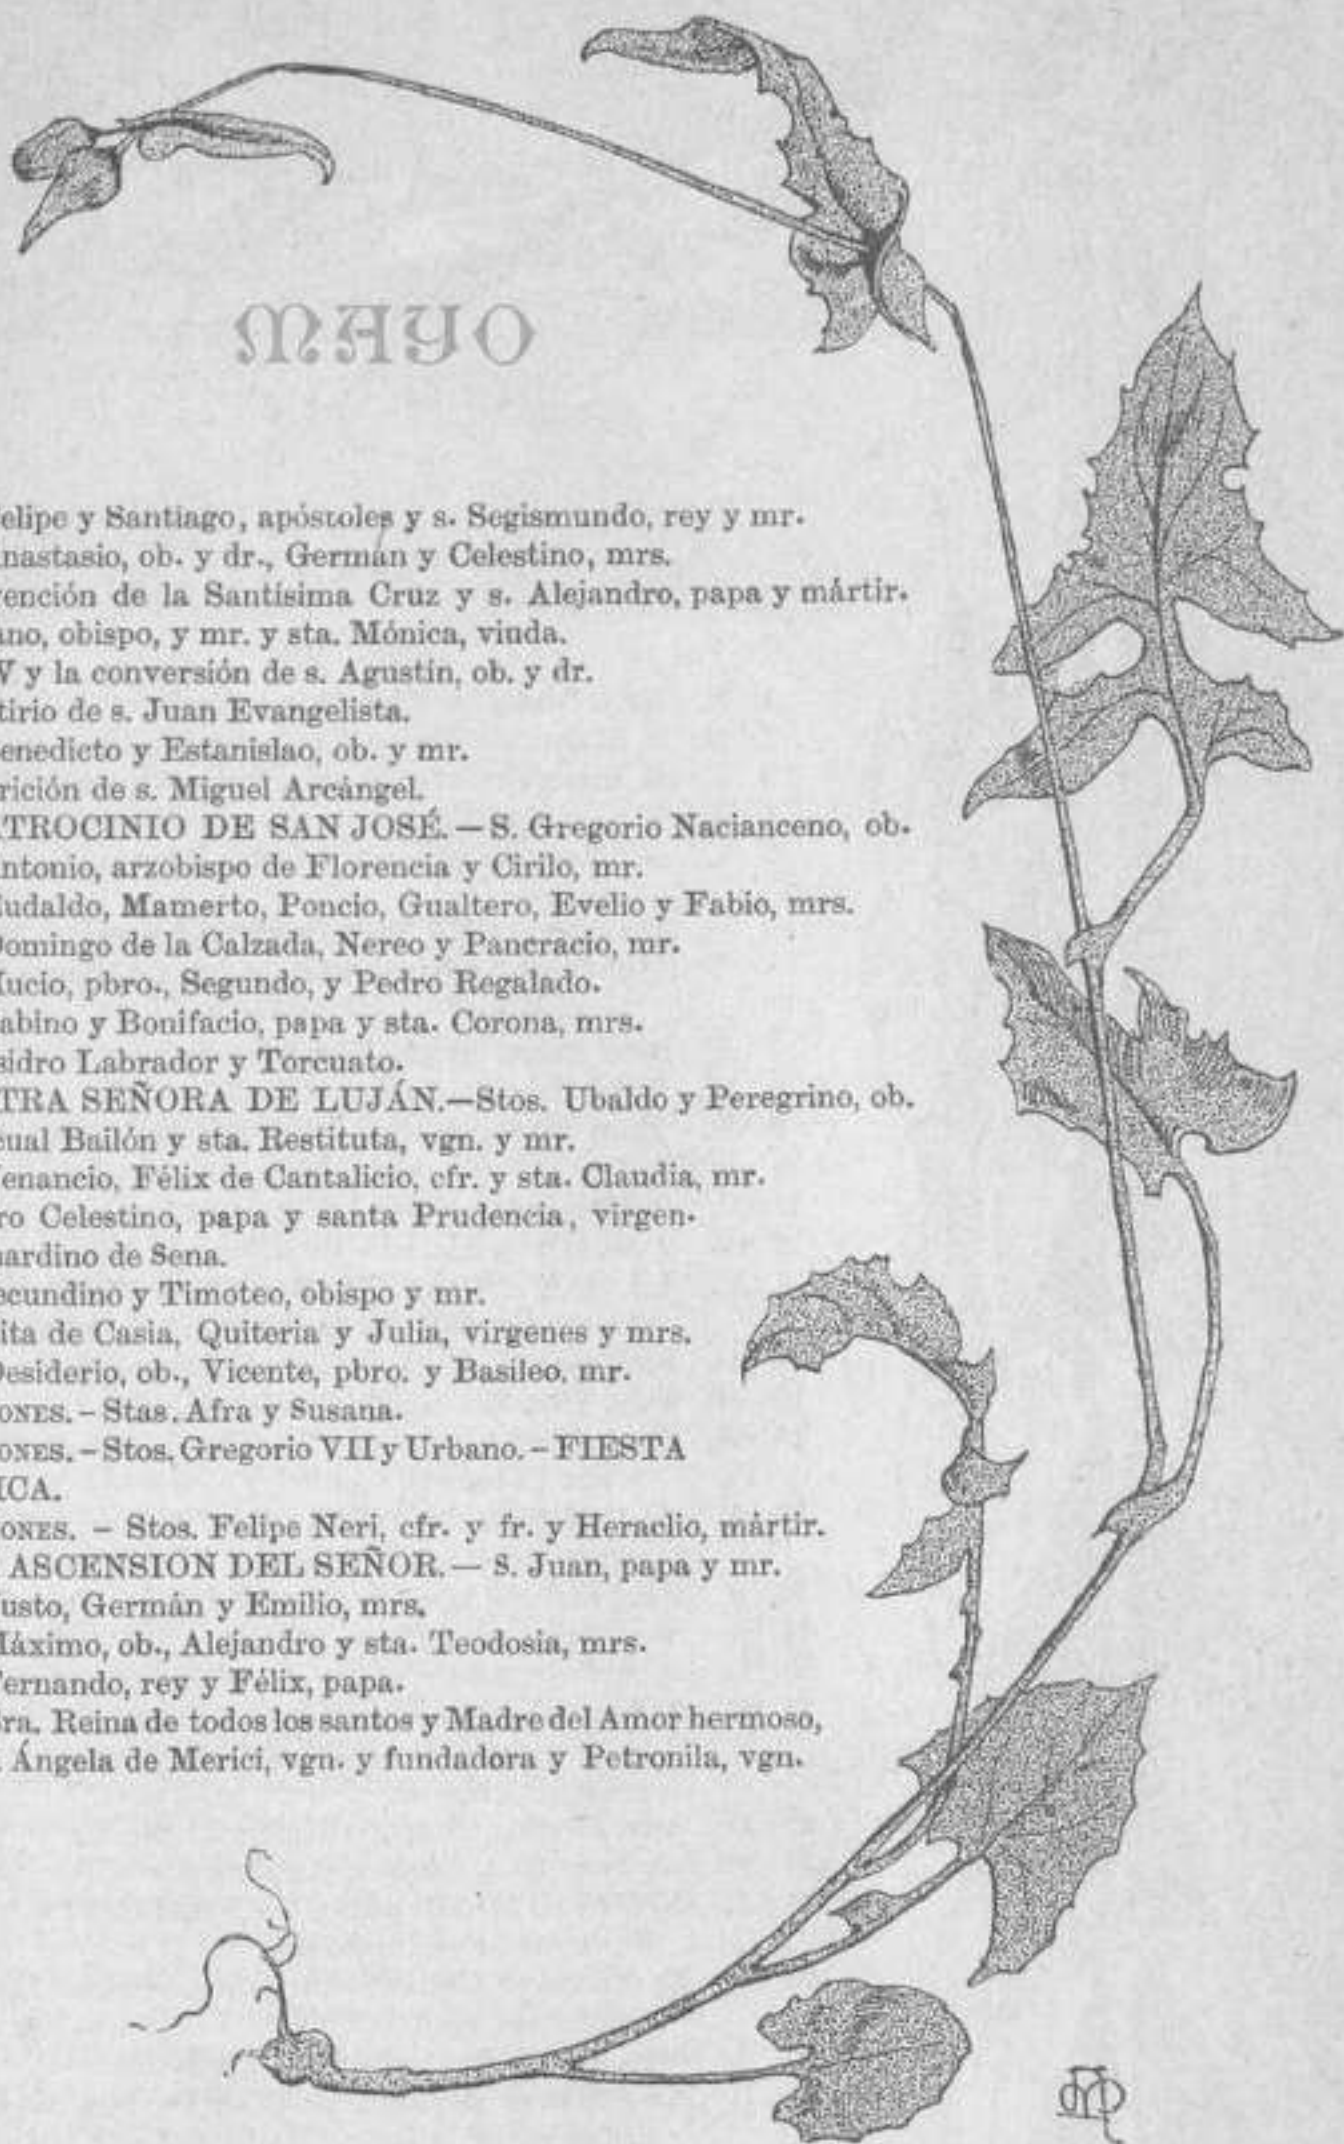 MAYO
elipe y Santiago, apóstoles y s. Segismundo, rey y mr.
nastasio, ob. y dr., Germán y Celestino, mrs.
vención de la Santísima Cruz y s. Alejandro, papa y mártir.
ano, obispo, y mr. y sta. Mónica, viuda.
V y la conversión de s. Agustín, ob. y dr.
tirio de s. Juan Evangelista.
enedicto y Estanislao, ob. y mr.
rición de s. Miguel Arcángel.
ATROCINIO DE SAN JOSÉ. — S. Gregorio Nacianceno, ob.
ntonio, arzobispo de Florencia y Cirilo, mr.
Eudaldo, Mamerto, Poncio, Gualtero, Evelio y Fabio, mrs.
Domingo de la Calzada, Nereo y Pancracio, mr.
Mucio, pbro., Segundo, y Pedro Regalado.
abino y Bonifacio, papa y sta. Corona, mrs.
sidro Labrador y Torcuato.
TRA SEÑORA DE LUJÁN.—Stos. Ubaldo y Peregrino, ob.
cual Bailón y sta. Restituta, vgn. y mr.
enancio, Félix de Cantalicio, cfr. y sta. Claudia, mr.
ro Celestino, papa y santa Prudencia, virgen.
nardino de Sena.
ecundino y Timoteo, obispo y mr.
ita de Casia, Quiteria y Julia, virgenes y mrs.
Desiderio, ob., Vicente, pbro. y Basileo, mr.
ONES. – Stas. Afra y Susana.
ONES. – Stos. Gregorio VII y Urbano. – FIESTA
ICA.
ONES. – Stos. Felipe Neri, cfr. y fr. y Heraclio, mártir.
ASCENSION DEL SEÑOR. — S. Juan, papa y mr.
usto, Germán y Emilio, mrs.
Máximo, ob., Alejandro y sta. Teodosia, mrs.
Fernando, rey y Félix, papa.
ra. Reina de todos los santos y Madre del Amor hermoso,
Ángela de Merici, vgn. y fundadora y Petronila, vgn.